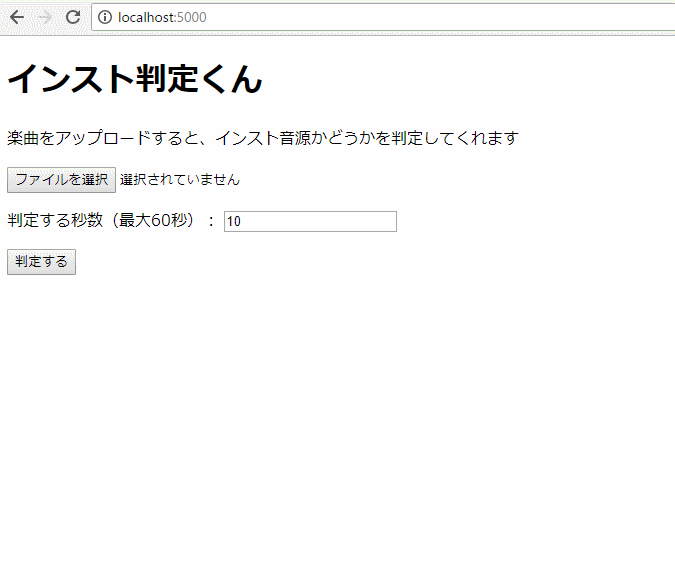 localhost:5000
インスト判定くん
楽曲をアップロードすると、インスト音源かどうかを判定してくれます
ファイルを選択 選択されていません
判定する秒数（最大60秒）： 10
判定する